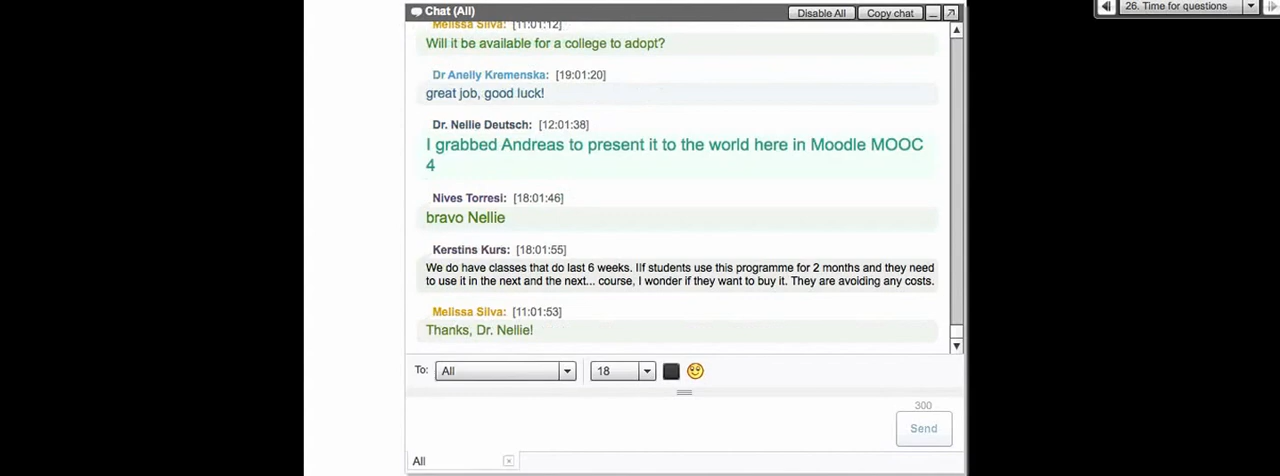 Chat (All)
Disable All
Copy chat
26. Time for questions
Melissa Silva: [11:01:12]
Will it be available for a college to adopt?
Dr Anelly Kremenska: [19:01:20]
great job, good luck!
Dr. Nellie Deutsch: [12:01:38]
I grabbed Andreas to present it to the world here in Moodle MOOC
4
Nives Torresi: [18:01:46]
bravo Nellie
Kerstins Kurs: [18:01:55]
We do have classes that do last 6 weeks. IIf students use this programme for 2 months and they need
to use it in the next and the next... course, I wonder if they want to buy it. They are avoiding any costs.
Melissa Silva: [11:01:53]
Thanks, Dr. Nellie!
To: All 18
300
Send
All